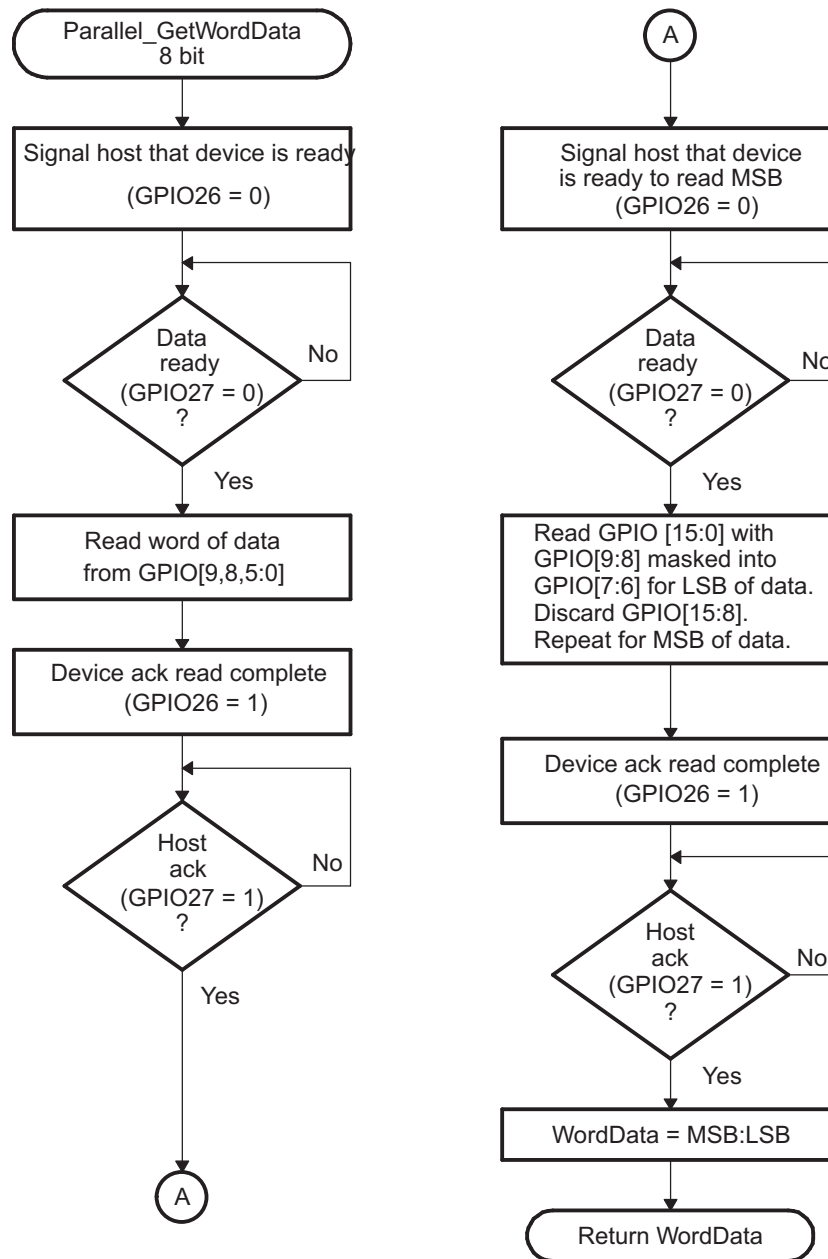 Parallel_GetWordData
8 bit
Signal host that device is ready
(GPIO26 = 0)
Data
ready
(GPIO27 = 0)
?
No
Yes
Read word of data
from GPIO[9,8,5:0]
Device ack read complete
(GPIO26 = 1)
Host
ack
(GPIO27 = 1)
?
No
Yes
A
A
Signal host that device
is ready to read MSB
(GPIO26 = 0)
Data
ready
(GPIO27 = 0)
?
No
Yes
Read GPIO [15:0] with
GPIO[9:8] masked into
GPIO[7:6] for LSB of data.
Discard GPIO[15:8].
Repeat for MSB of data.
Device ack read complete
(GPIO26 = 1)
Host
ack
(GPIO27 = 1)
?
No
Yes
WordData = MSB:LSB
Return WordData